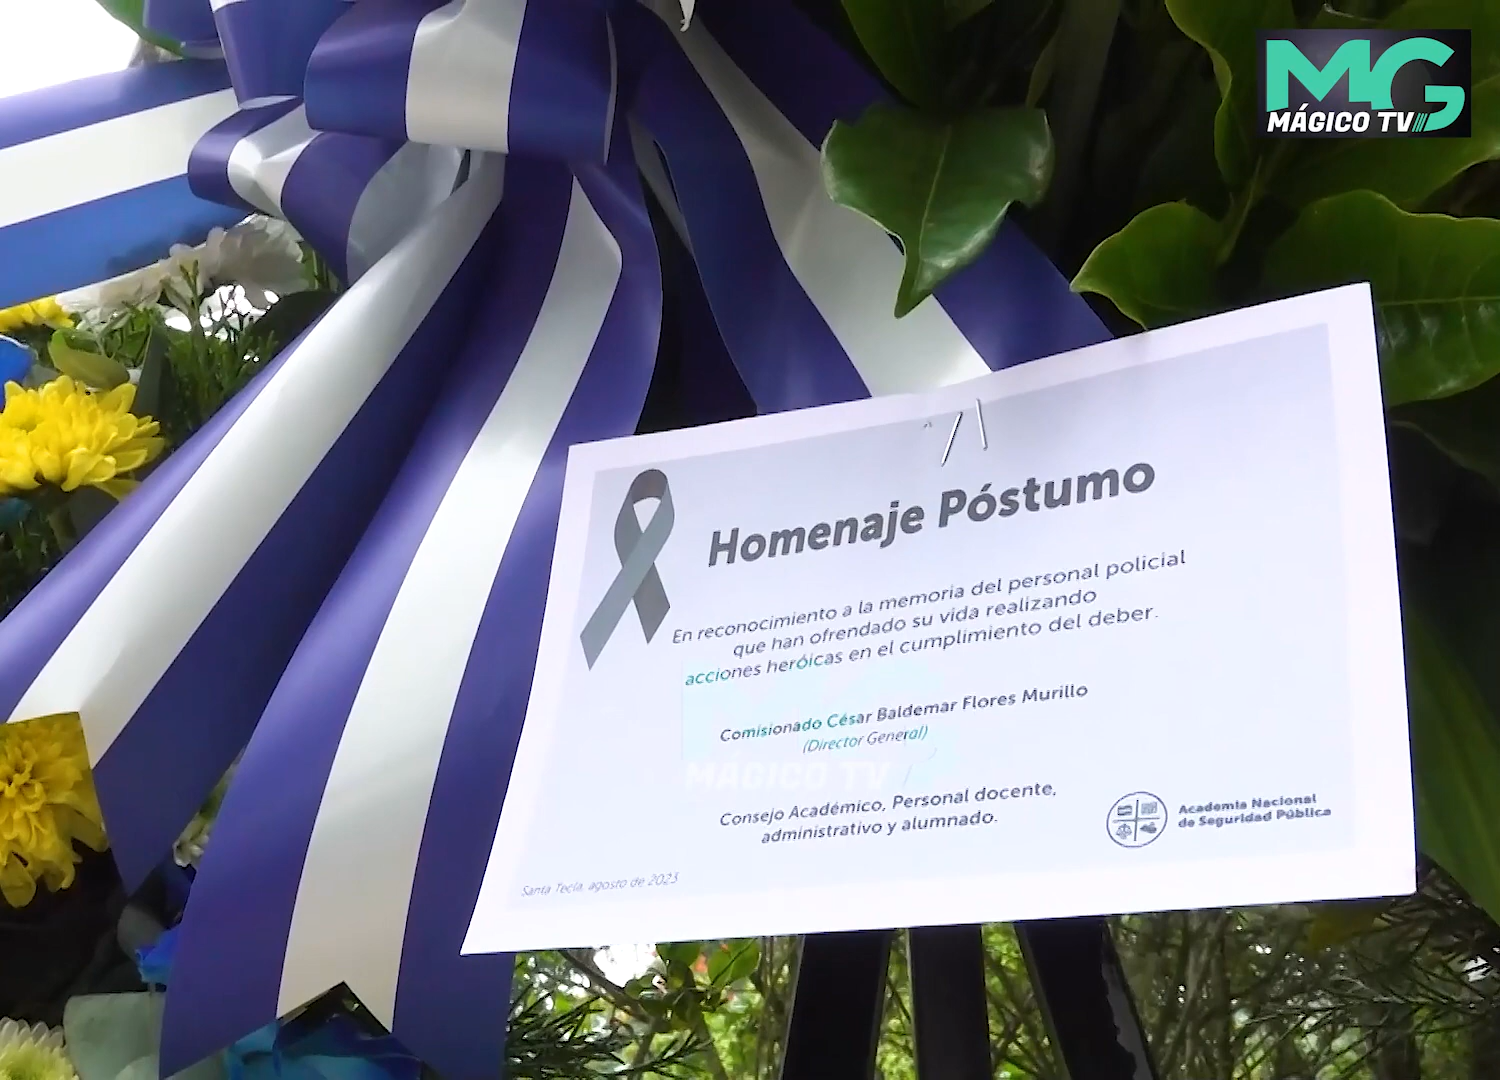 MG
MÁGICO TV
Homenaje Póstumo
En reconocimiento a la memoria del personal policial
que han ofrendado su vida realizando
acciones heróicas en el cumplimiento del deber.
Comisionado César Baldemar Flores Murillo
(Director General)
MÁGICO TV
Consejo Académico, Personal docente,
administrativo y alumnado.
Academia Nacional
de Seguridad Pública
Santa Tecla, agosto de 2023